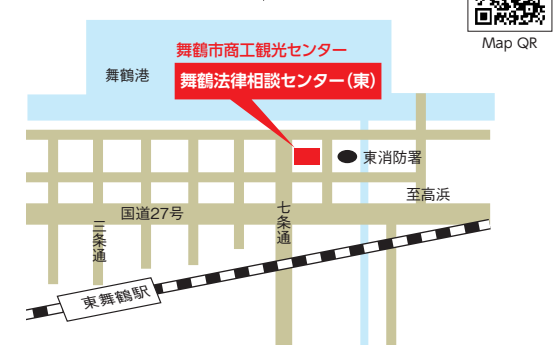 Map QR
舞鶴市商工観光センター
舞鶴港
舞鶴法律相談センター（東）
東消防署
至高浜
国道27号
七条通
三条通
東舞鶴駅